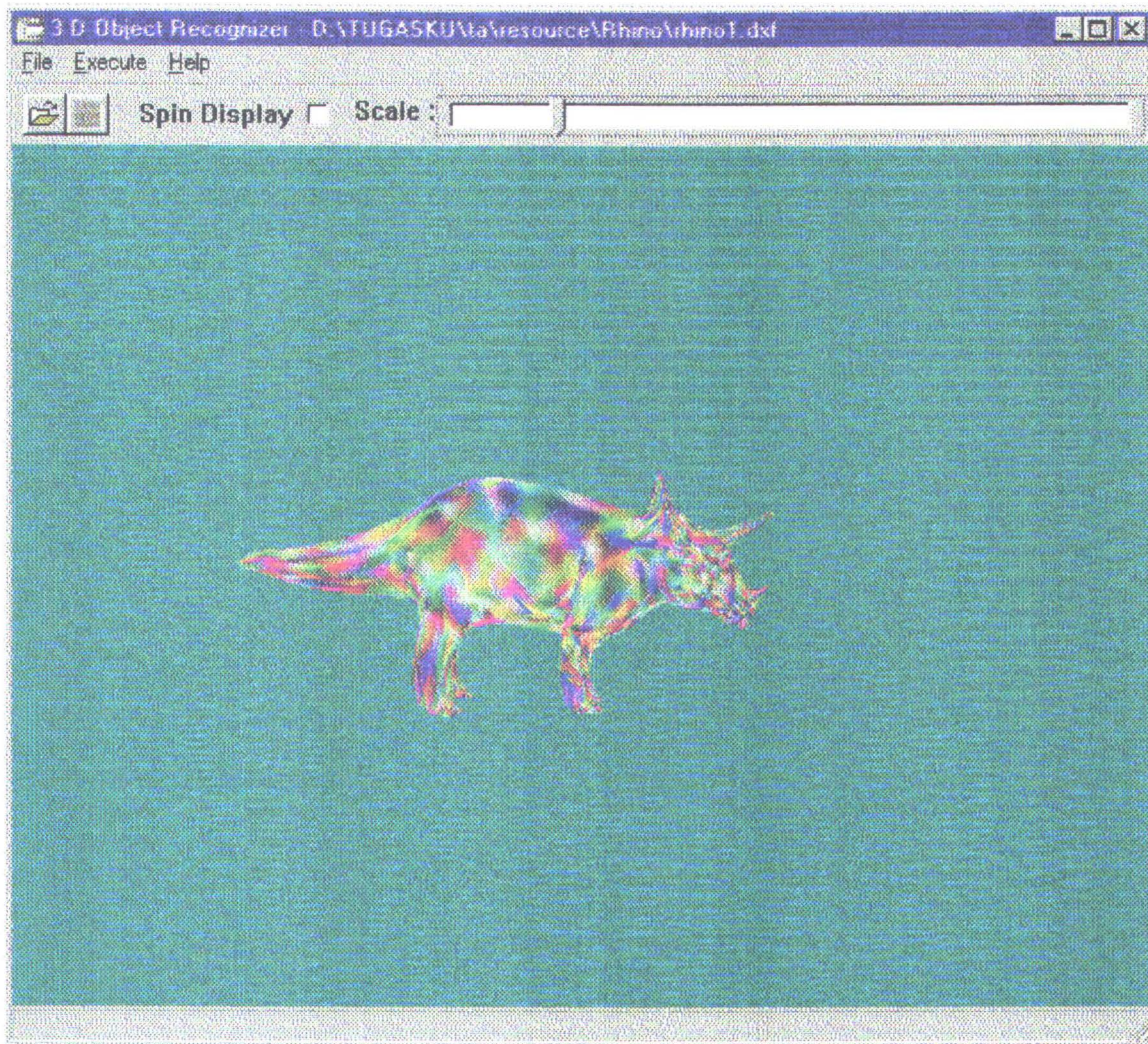 3 D Object Recognizer - D:\TUGASKU\ta\resource\Rhino\rhino1.dxf
File Execute Help
Spin Display Scale :